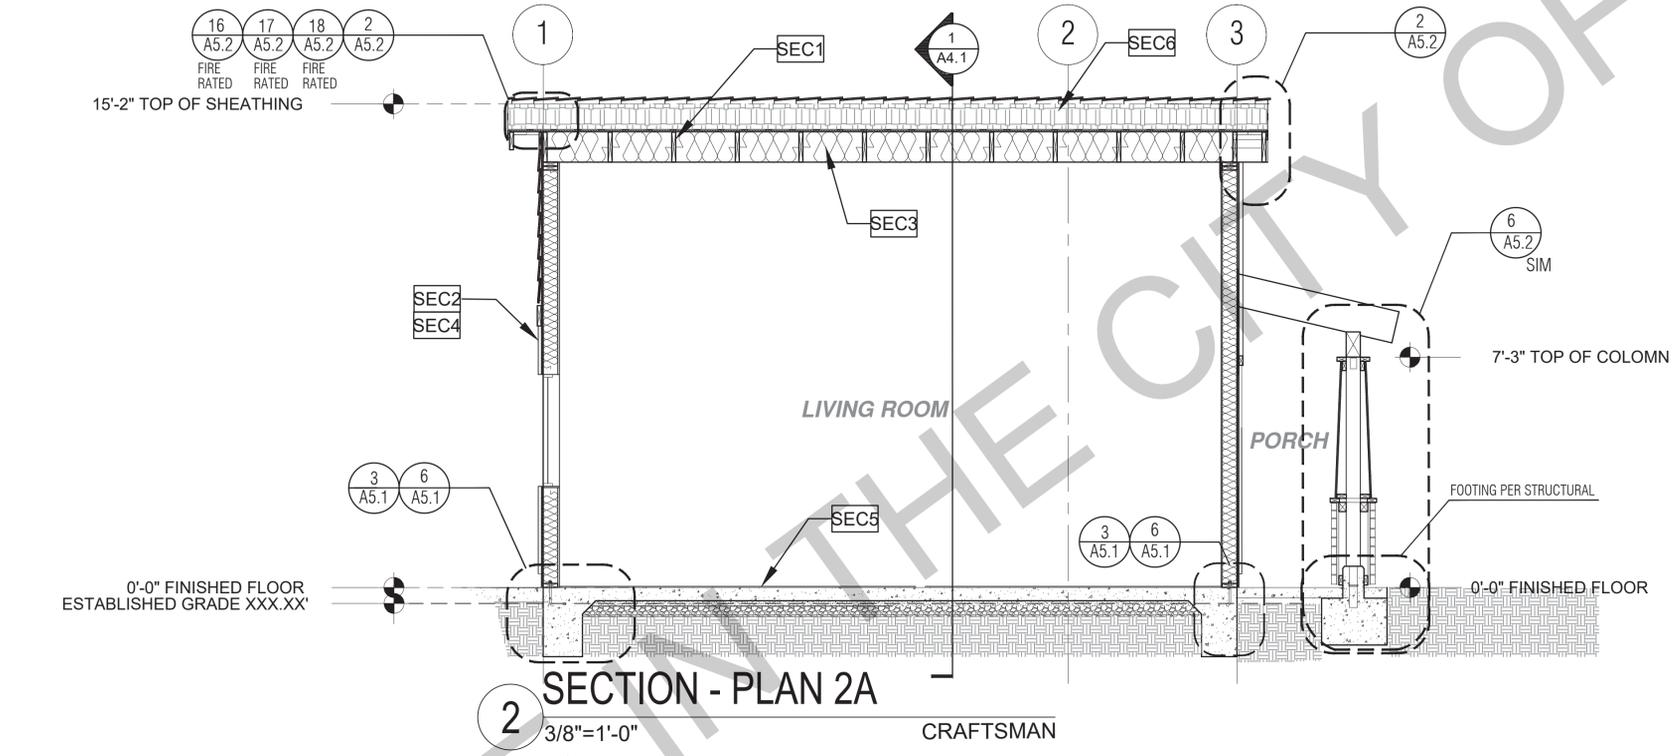 16 17 18 2
A5.2 A5.2 A5.2 A5.2
FIRE RATED
FIRE RATED
FIRE RATED
1
SEC1
1
A4.1
2
SEC6
3
2
A5.2
15'-2" TOP OF SHEATHING
SEC3
6
A5.2
SIM
SEC2
SEC4
7'-3" TOP OF COLOMN
LIVING ROOM
PORCH
3 6
A5.1 A5.1
SEC5
3 6
A5.1 A5.1
FOOTING PER STRUCTURAL
0'-0" FINISHED FLOOR
ESTABLISHED GRADE XXX.XX'
0'-0" FINISHED FLOOR
2
SECTION - PLAN 2A
3/8"=1'-0"
CRAFTSMAN
IN THE CITY OF